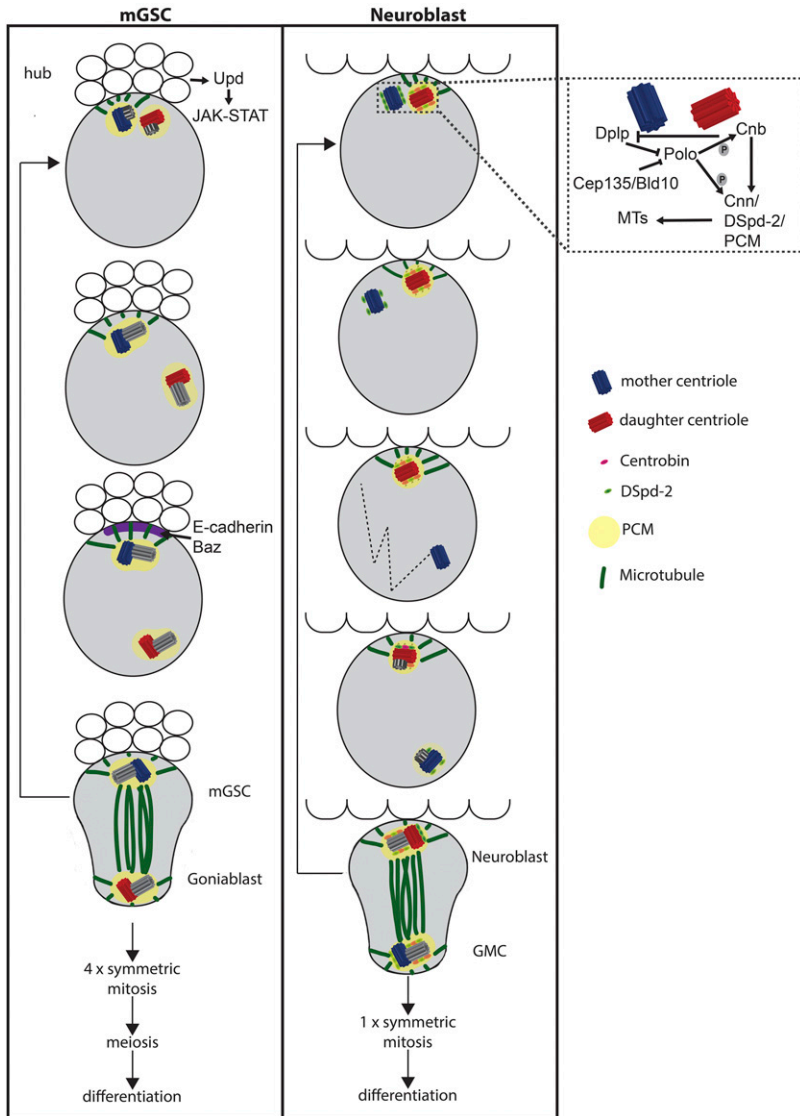 mGSC
hub
Upd
JAK-STAT
E-cadherin
Baz
mGSC
Goniablast
4 x symmetric
mitosis
meiosis
differentiation
Neuroblast
Neuroblast
GMC
1 x symmetric
mitosis
differentiation
Dplp
Cnb
Polo
P
Cep135/Bld10
P
Cnn/
MTs
DSpd-2/
PCM
mother centriole
daughter centriole
Centrobin
DSpd-2
PCM
Microtubule